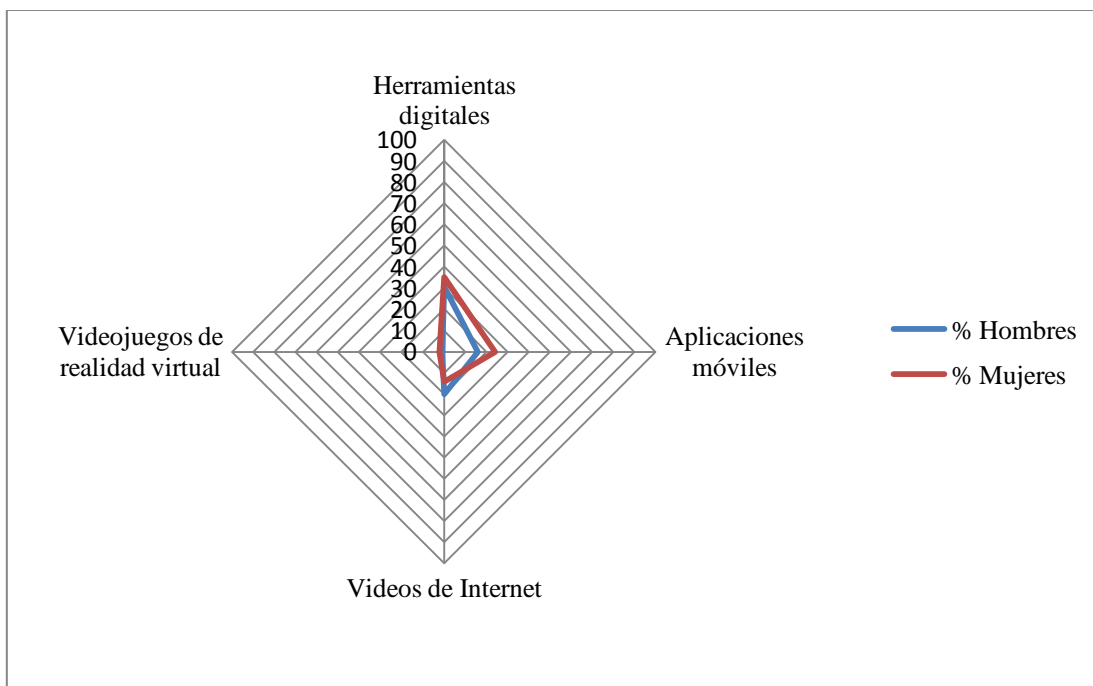 Herramientas
digitales
100
90
80
70
60
50
40
30
20
10
0
Videojuegos de
realidad virtual
Aplicaciones
móviles
Videos de Internet
% Hombres
% Mujeres